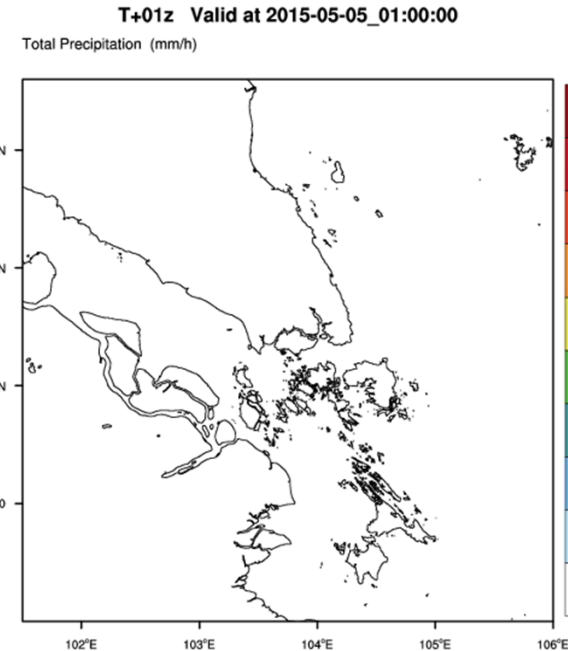 T+01z Valid at 2015-05-05_01:00:00
Total Precipitation (mm/h)
N
N
N
0
102°E 103°E 104°E 105°E 106°E